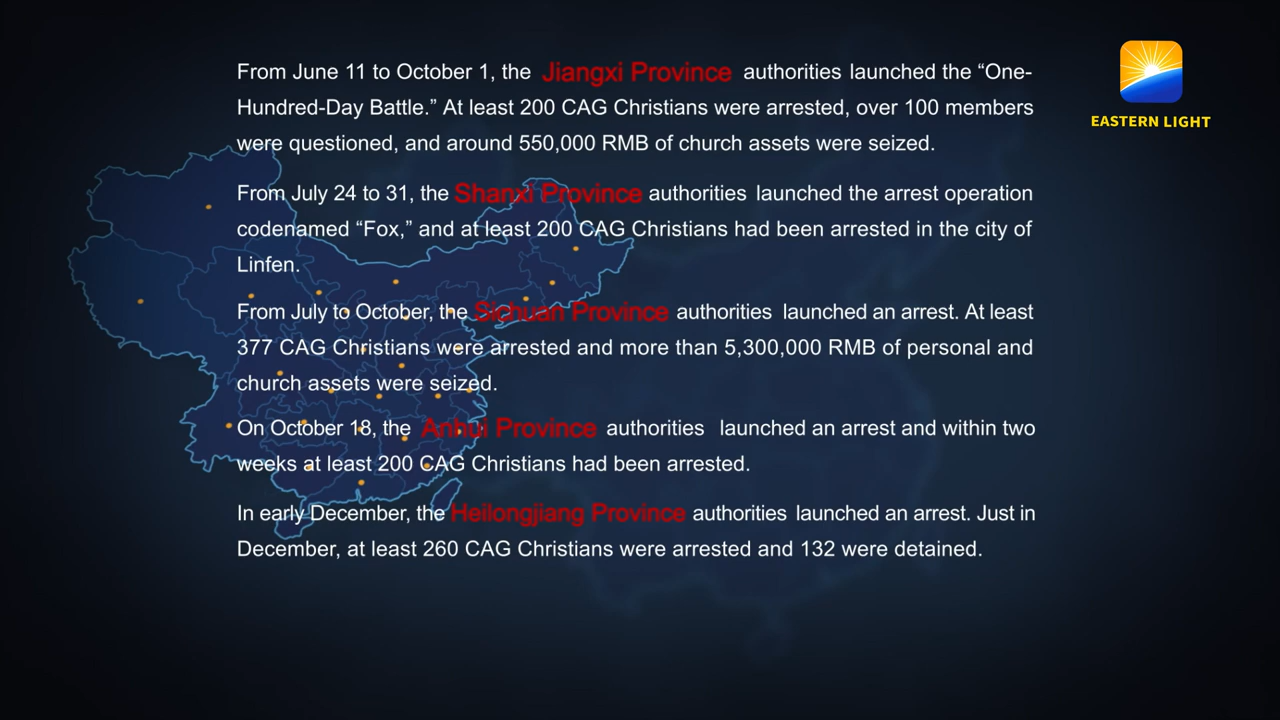 From June 11 to October 1, the Jiangxi Province authorities launched the “One-
Hundred-Day Battle.” At least 200 CAG Christians were arrested, over 100 members
were questioned, and around 550,000 RMB of church assets were seized.
From July 24 to 31, the Shanxi Province authorities launched the arrest operation
codenamed “Fox,” and at least 200 CAG Christians had been arrested in the city of
Linfen.
From July to October, the Sichuan Province authorities launched an arrest. At least
377 CAG Christians were arrested and more than 5,300,000 RMB of personal and
church assets were seized.
On October 18, the Anhui Province authorities launched an arrest and within two
weeks at least 200 CAG Christians had been arrested.
In early December, the Heilongjiang Province authorities launched an arrest. Just in
December, at least 260 CAG Christians were arrested and 132 were detained.
EASTERN LIGHT